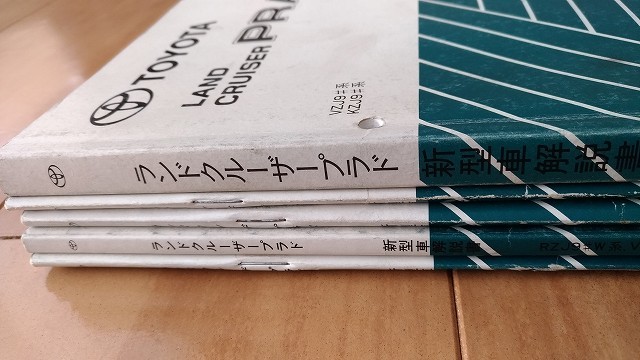 TOYOTA
LAND
CRUISER PRA
VZJ9#系
KZJ9#系
ランドクルーザープラド 新型車解説書
ランドクルーザープラド 新型車解説